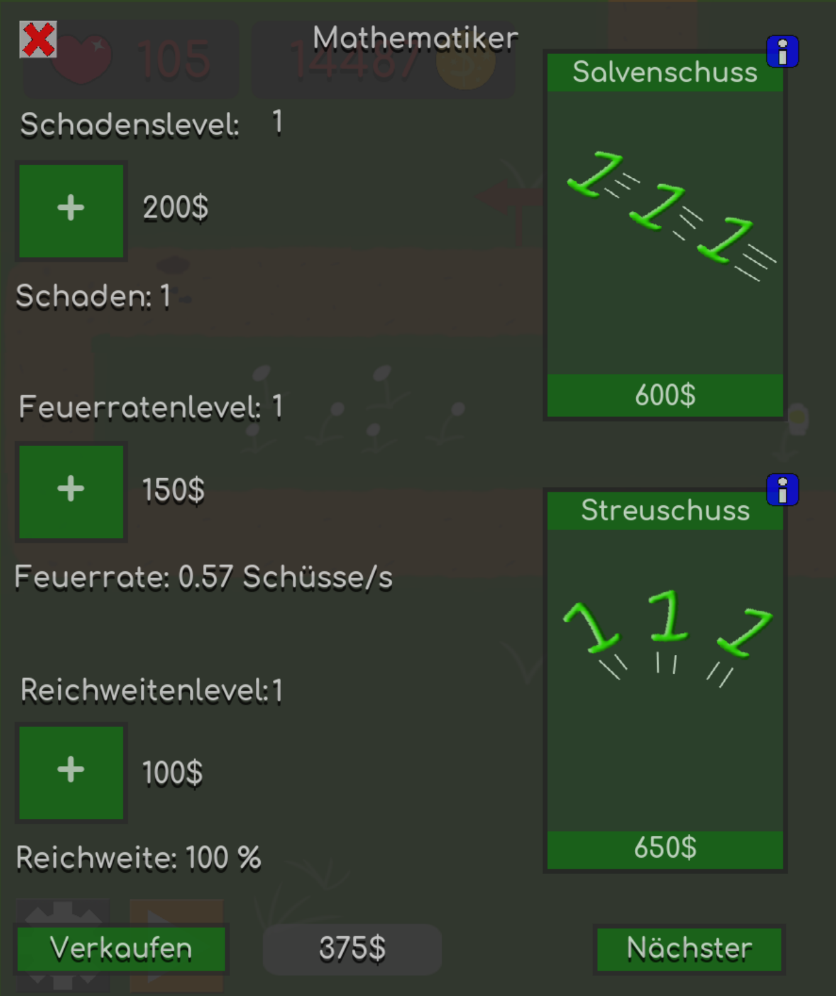 105
14487
Mathematiker
Schadenslevel: 1
+
200$
Schaden: 1
Feuerratenlevel: 1
+
150$
Feuerrate: 0.57 Schüsse/s
Reichweitenlevel:1
+
100$
Reichweite: 100 %
i
Salvenschuss
1 1 1
600$
i
Streuschuss
1 1 1
650$
Verkaufen
375$
Nächster